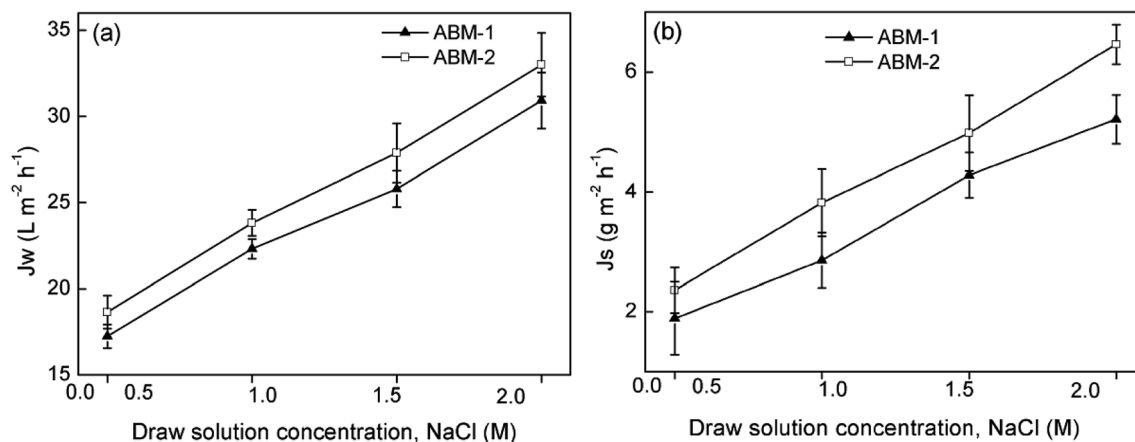 (a)
ABM-1
ABM-2
35
30
25
20
15
Jw (L m⁻² h⁻¹)
0.0 0.5 1.0 1.5 2.0
Draw solution concentration, NaCl (M)
(b)
ABM-1
ABM-2
6
4
2
Js (g m⁻² h⁻¹)
0.0 0.5 1.0 1.5 2.0
Draw solution concentration, NaCl (M)